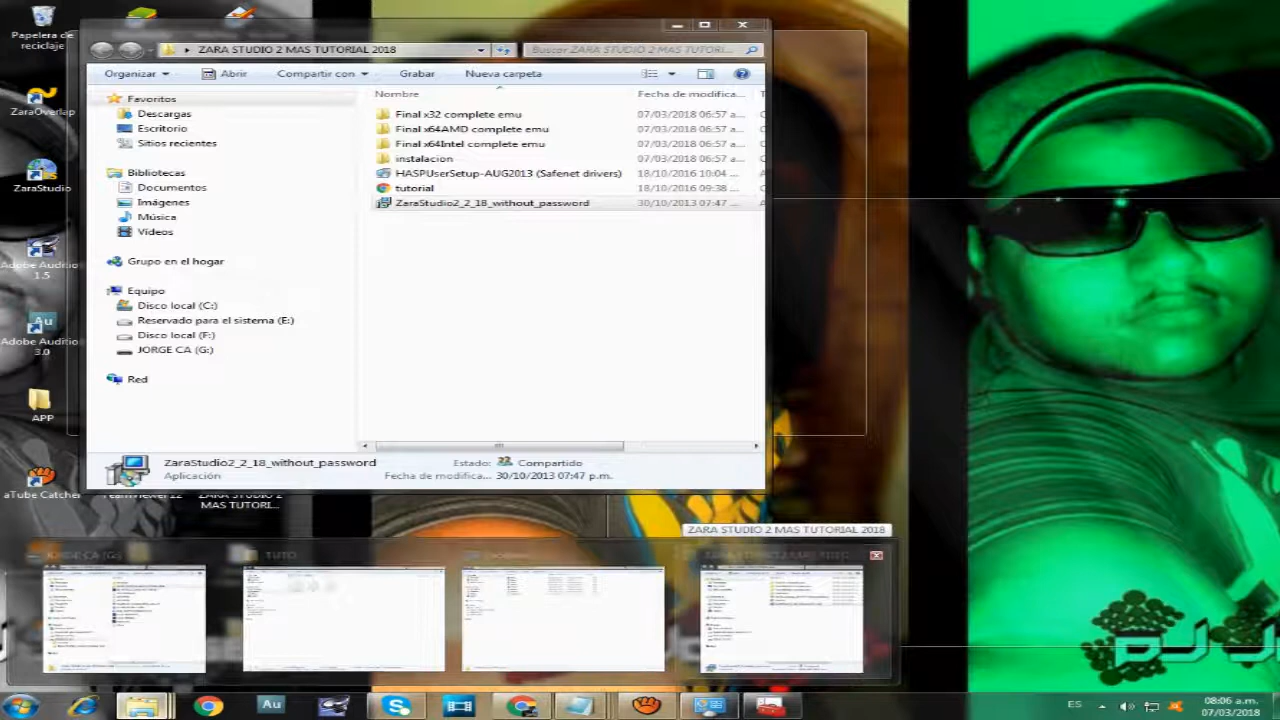 Papelera de
reciclaje
ZaraOverlap
ZaraStudio
Adobe Audition
1.5
Adobe Auditio
3.0
APP
aTube Catcher
TeamViewer 12
ZARA STUDIO 2
MAS TUTORI...
ZARA STUDIO 2 MAS TUTORIAL 2018
Buscar ZARA STUDIO 2 MAS TUTORI...
Organizar
Abrir
Compartir con
Grabar
Nueva carpeta
Favoritos
Descargas
Escritorio
Sitios recientes
Bibliotecas
Documentos
Imágenes
Música
Vídeos
Grupo en el hogar
Equipo
Disco local (C:)
Reservado para el sistema (E:)
Disco local (F:)
JORGE CA (G:)
Red
Nombre
Fecha de modifica...
Final x32 complete emu
07/03/2018 06:57 a....
Final x64AMD complete emu
07/03/2018 06:57 a....
Final x64Intel complete emu
07/03/2018 06:57 a....
instalacion
07/03/2018 06:57 a....
HASPUserSetup-AUG2013 (Safenet drivers)
18/10/2016 10:04 ...
tutorial
18/10/2016 09:38 ...
ZaraStudio2_2_18_without_password
30/10/2013 07:47 ...
ZaraStudio2_2_18_without_password
Aplicación
Estado:
Compartido
Fecha de modifica...
30/10/2013 07:47 p.m.
ZARA STUDIO 2 MAS TUTORIAL 2018
JORGE CA (G:)
TUTO
Au
Au
ES
08:06 a.m.
07/03/2018